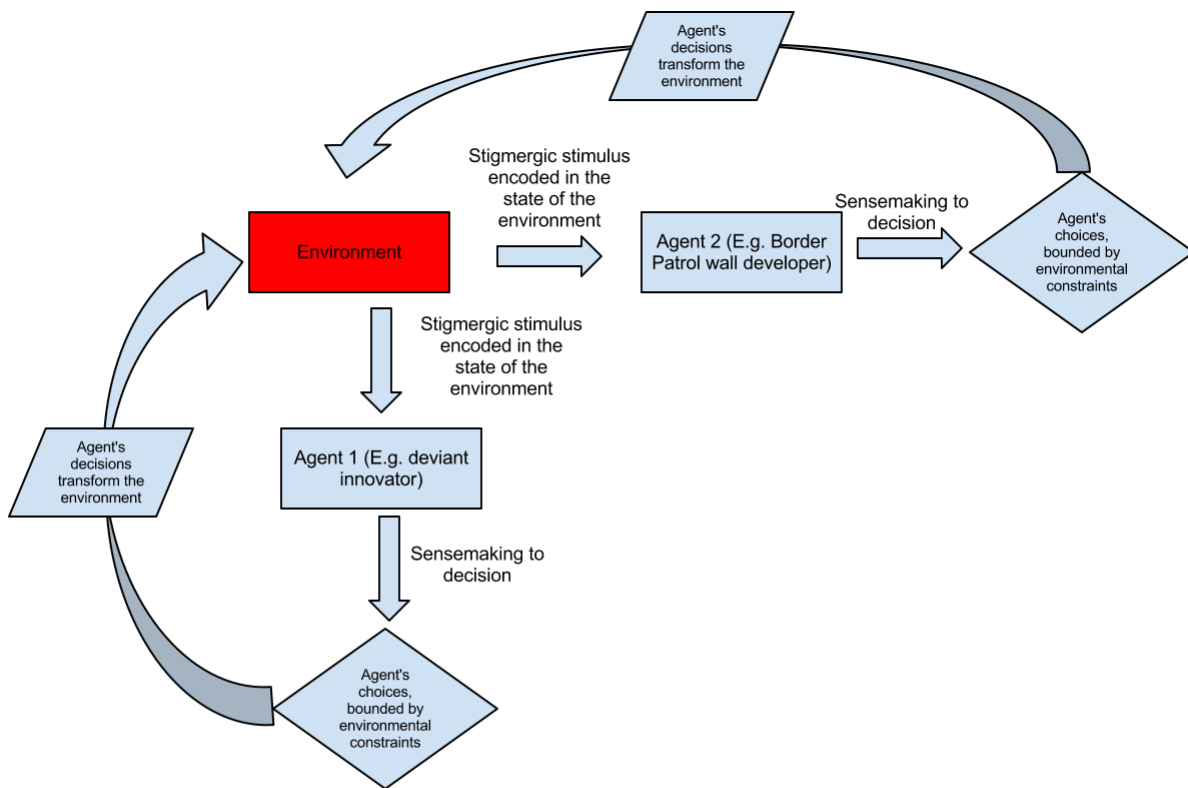 Agent's
decisions
transform the
environment
Stigmergic stimulus
encoded in the
state of the
environment
Sensemaking to
decision
Environment
Agent 2 (E.g. Border
Patrol wall developer)
Agent's
choices,
bounded by
environmental
constraints
Stigmergic stimulus
encoded in the
state of the
environment
Agent's
decisions
transform the
environment
Agent 1 (E.g. deviant
innovator)
Sensemaking to
decision
Agent's
choices,
bounded by
environmental
constraints